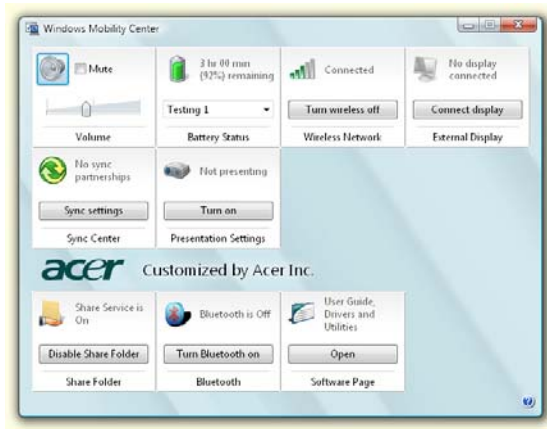 Windows Mobility Center
Mute
Volume
3 hr 00 min
(92%) remaining
Testing 1
Battery Status
Connected
Turn wireless off
Wireless Network
No display
connected
Connect display
External Display
No sync
partnerships
Sync settings
Sync Center
Not presenting
Turn on
Presentation Settings
acer Customized by Acer Inc.
Share Service is
On
Disable Share Folder
Share Folder
Bluetooth is Off
Turn Bluetooth on
Bluetooth
User Guide,
Drivers and
Utilities
Open
Software Page